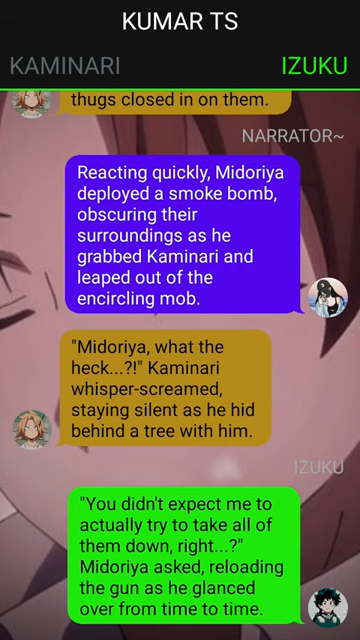 KUMAR TS
KAMINARI
IZUKU
thugs closed in on them.
NARRATOR~
Reacting quickly, Midoriya
deployed a smoke bomb,
obscuring their
surroundings as he
grabbed Kaminari and
leaped out of the
encircling mob.
"Midoriya, what the
heck...?!" Kaminari
whisper-screamed,
staying silent as he hid
behind a tree with him.
IZUKU
"You didn't expect me to
actually try to take all of
them down, right...?"
Midoriya asked, reloading
the gun as he glanced
over from time to time.